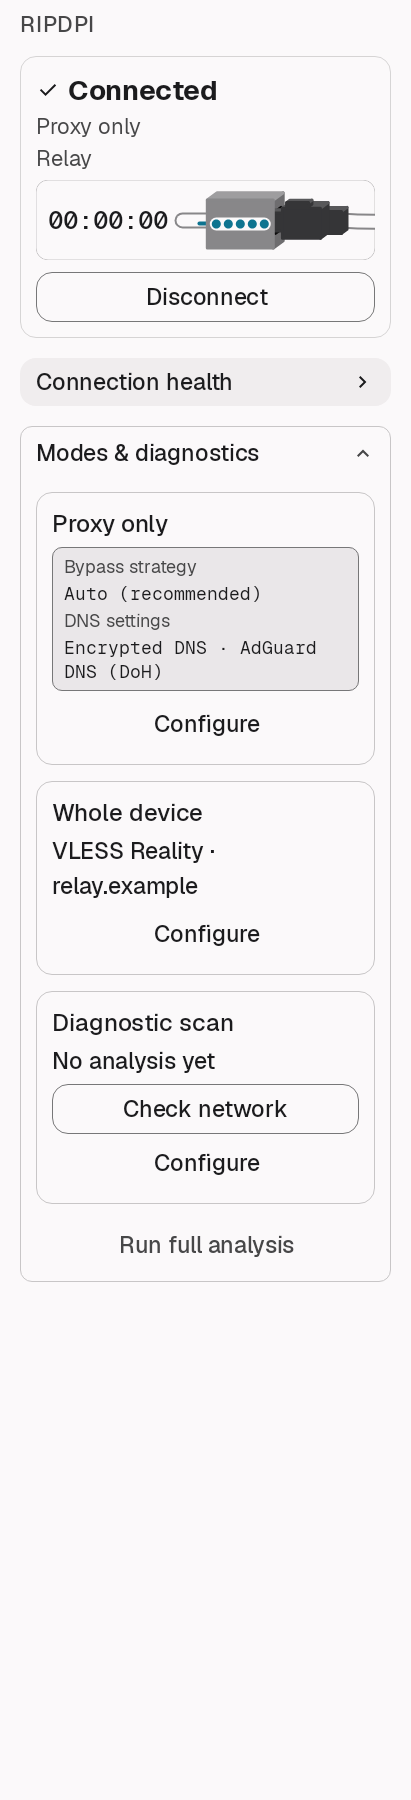 RIPDPI
Connected
Proxy only
Relay
00:00:00
Disconnect
Connection health
Modes & diagnostics
Proxy only
Bypass strategy
Auto (recommended)
DNS settings
Encrypted DNS · AdGuard
DNS (DoH)
Configure
Whole device
VLESS Reality ·
relay.example
Configure
Diagnostic scan
No analysis yet
Check network
Configure
Run full analysis